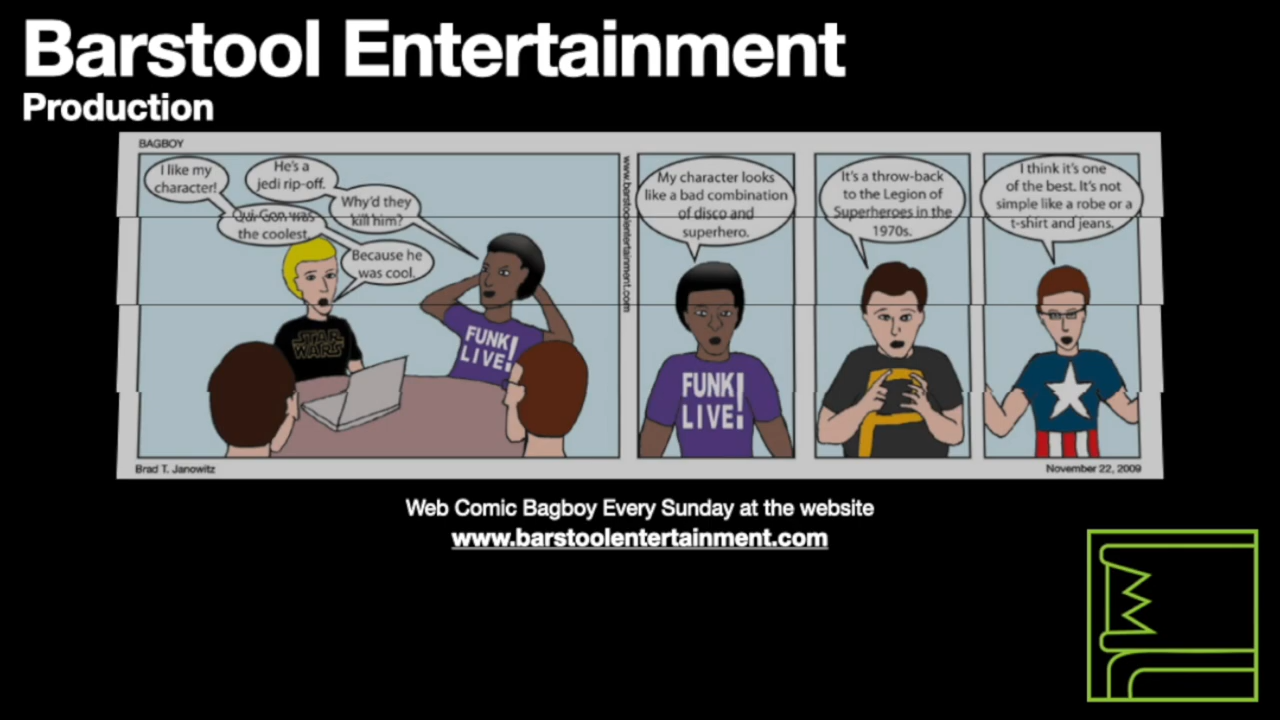 Barstool Entertainment
Production
BAGBOY
I like my
character!
He's a
jedi rip-off.
Qui-Gon was
the coolest.
Why'd they
kill him?
Because he
was cool.
STAR
WARS
FUNK
LIVE!
www.barstoolentertainment.com
My character looks
like a bad combination
of disco and
superhero.
FUNK
LIVE!
It's a throw-back
to the Legion of
Superheroes in the
1970s.
I think it's one
of the best. It's not
simple like a robe or a
t-shirt and jeans.
Brad T. Janowitz
November 22, 2009
Web Comic Bagboy Every Sunday at the website
www.barstoolentertainment.com